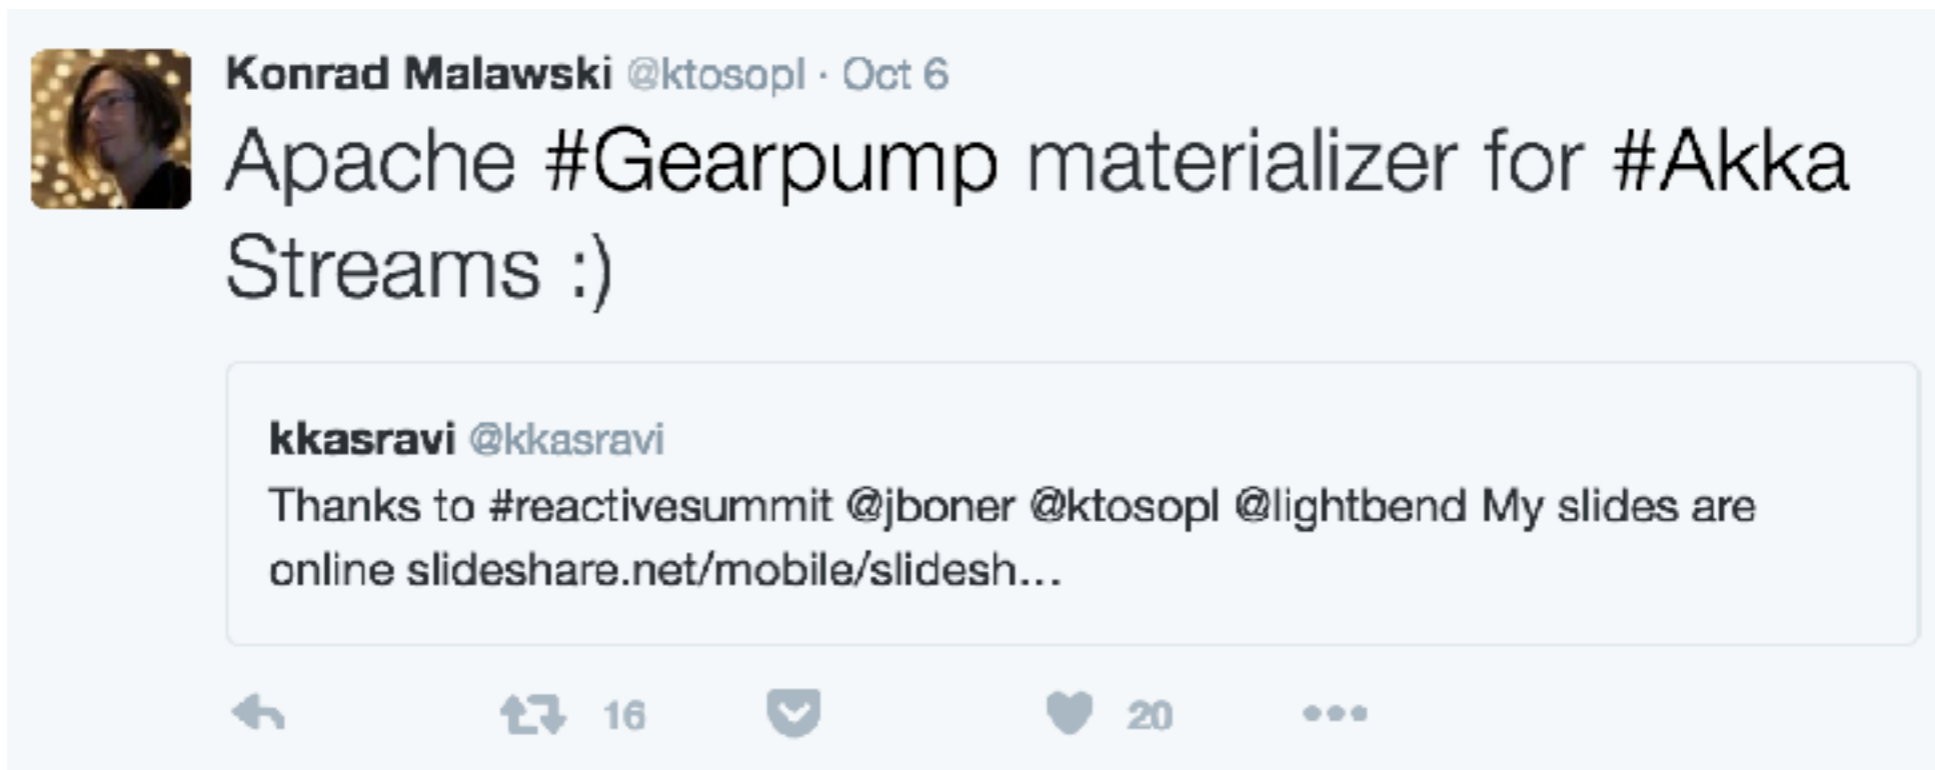 Konrad Malawski @ktosopl · Oct 6
Apache #Gearpump materializer for #Akka
Streams :)
kkasravi @kkasravi
Thanks to #reactivesummit @jboner @ktosopl @lightbend My slides are
online slideshare.net/mobile/slidesh...
16 20